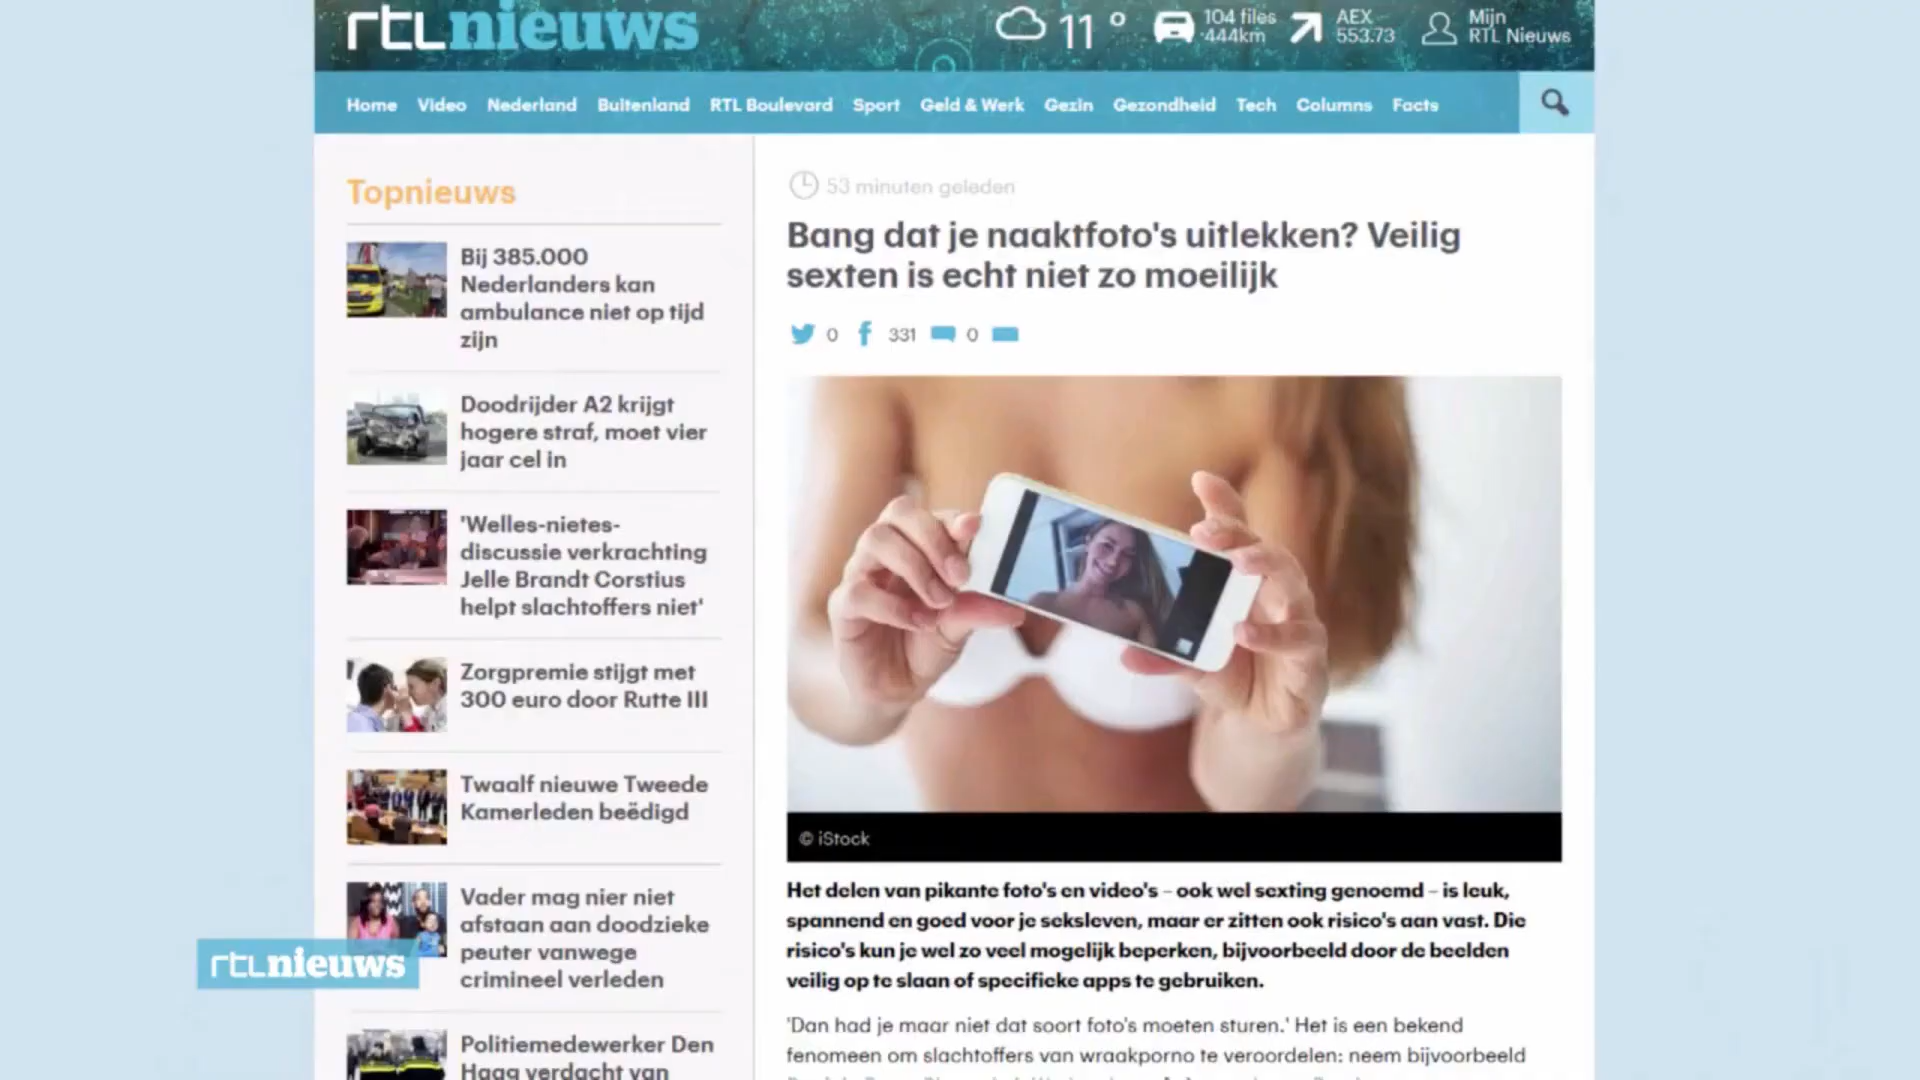 rtlnieuws
11 °
104 files
444km
AEX
553.73
Mijn
RTL Nieuws
Home Video Nederland Buitenland RTL Boulevard Sport Geld & Werk Gezin Gezondheid Tech Columns Facts
Topnieuws
Bij 385.000
Nederlanders kan
ambulance niet op tijd
zijn
Doodrijder A2 krijgt
hogere straf, moet vier
jaar cel in
'Welles-nietes-
discussie verkrachting
Jelle Brandt Corstius
helpt slachtoffers niet'
Zorgpremie stijgt met
300 euro door Rutte III
Twaalf nieuwe Tweede
Kamerleden beëdigd
Vader mag nier niet
afstaan aan doodzieke
peuter vanwege
crimineel verleden
Politiemedewerker Den
Haag verdacht van
rtlnieuws
53 minuten geleden
Bang dat je naaktfoto's uitlekken? Veilig
sexten is echt niet zo moeilijk
0 331 0
© iStock
Het delen van pikante foto's en video's – ook wel sexting genoemd – is leuk,
spannend en goed voor je seksleven, maar er zitten ook risico's aan vast. Die
risico's kun je wel zo veel mogelijk beperken, bijvoorbeeld door de beelden
veilig op te slaan of specifieke apps te gebruiken.
'Dan had je maar niet dat soort foto's moeten sturen.' Het is een bekend
fenomeen om slachtoffers van wraakporno te veroordelen: neem bijvoorbeeld